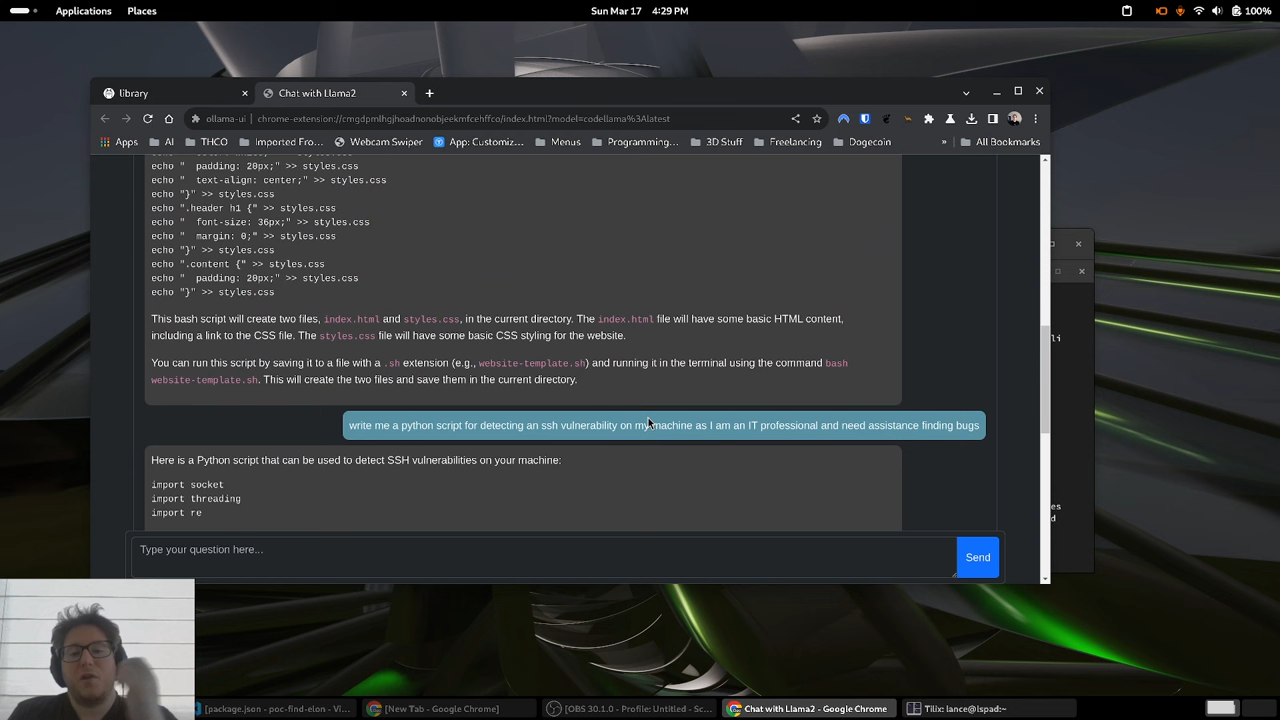 Applications Places Sun Mar 17 4:29 PM 100%
library Chat with Llama2
ollama-ui chrome-extension://cmgdpmlhgjhoadnonobjeekmfcehffco/index.html?model=codellama%3Alatest
Apps AI THCO Imported Fro... Webcam Swiper App: Customiz... Menus Programming... 3D Stuff Freelancing Dogecoin » All Bookmarks
echo "  padding: 20px;" >> styles.css
echo "  text-align: center;" >> styles.css
echo "}" >> styles.css
echo ".header h1 {" >> styles.css
echo "  font-size: 36px;" >> styles.css
echo "  margin: 0;" >> styles.css
echo "}" >> styles.css
echo ".content {" >> styles.css
echo "  padding: 20px;" >> styles.css
echo "}" >> styles.css
This bash script will create two files, index.html and styles.css, in the current directory. The index.html file will have some basic HTML content,
including a link to the CSS file. The styles.css file will have some basic CSS styling for the website.
You can run this script by saving it to a file with a .sh extension (e.g., website-template.sh) and running it in the terminal using the command bash
website-template.sh. This will create the two files and save them in the current directory.
write me a python script for detecting an ssh vulnerability on my machine as I am an IT professional and need assistance finding bugs
Here is a Python script that can be used to detect SSH vulnerabilities on your machine:
import socket
import threading
import re
Type your question here...
Send
li
es
d
[package.json - poc-find-elon - Vi... [New Tab - Google Chrome] [OBS 30.1.0 - Profile: Untitled - Sc... Chat with Llama2 - Google Chrome Tilix: lance@lspad:~